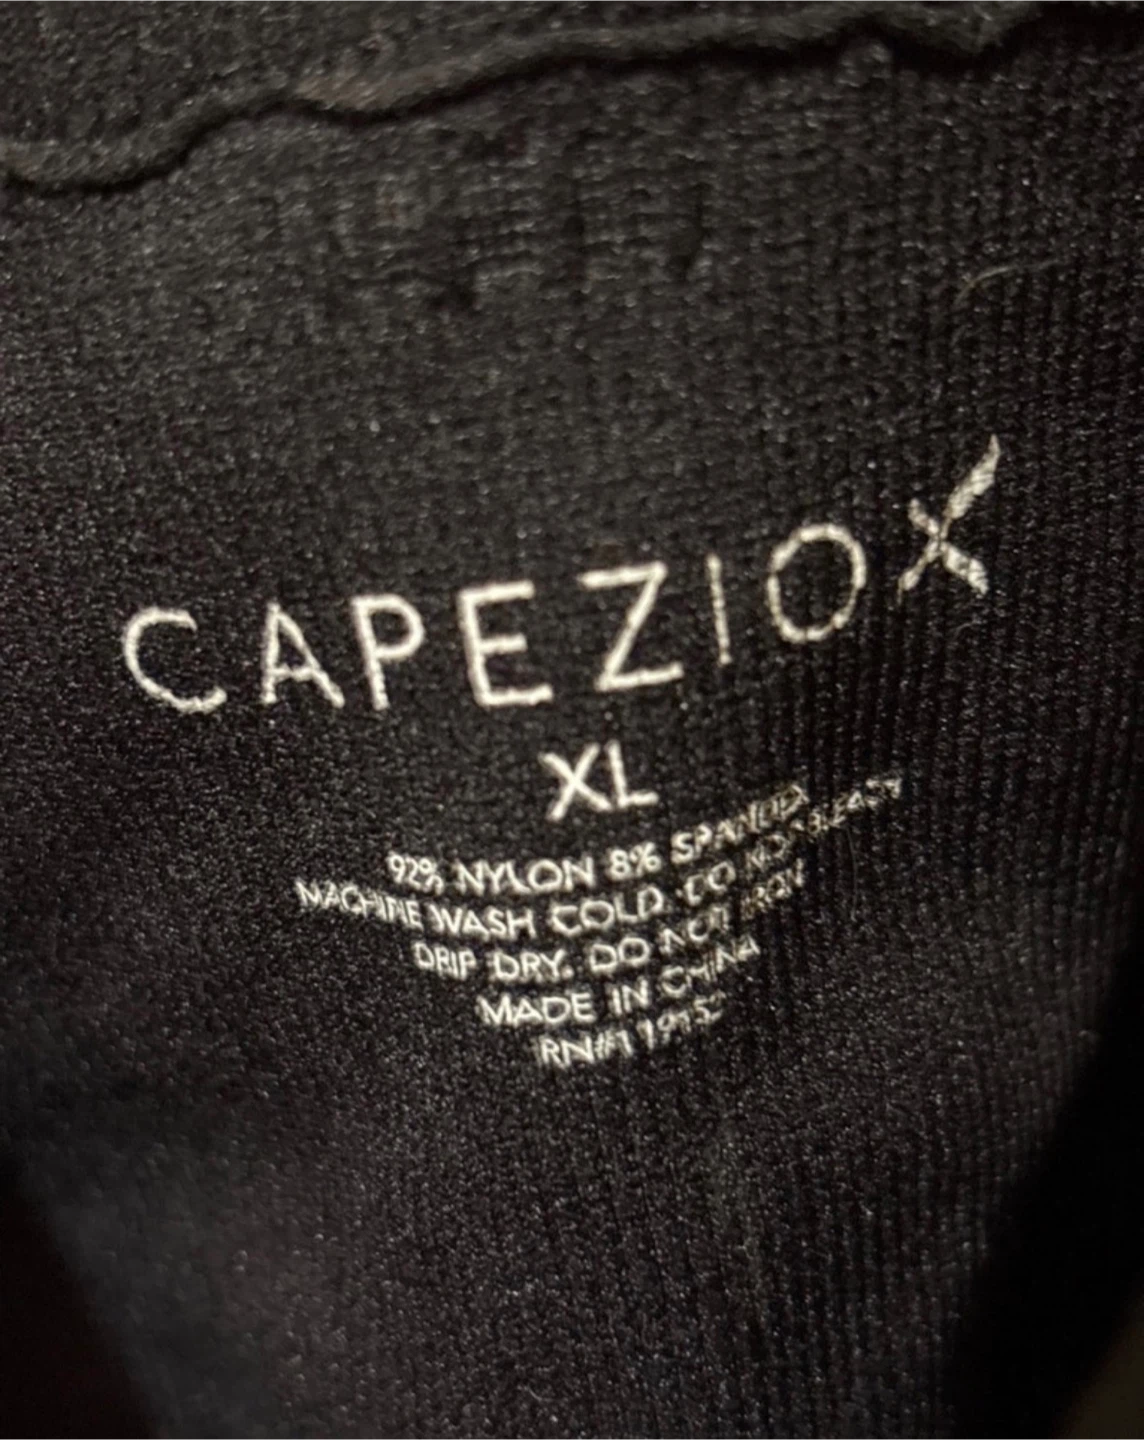 CAPEZIO
XL
92% NYLON 8% SPANDEX
MACHINE WASH COLD. DO NOT BLEACH
DRIP DRY. DO NOT IRON
MADE IN CHINA